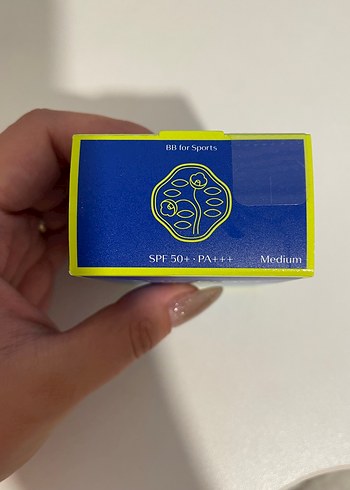 BB for Sports
SPF 50+ · PA+++
Medium